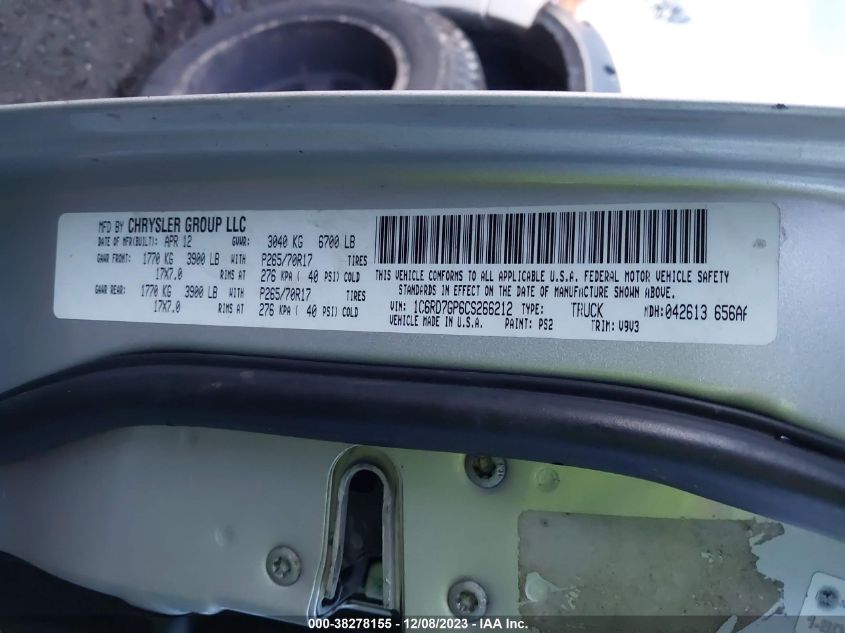 MFD BY CHRYSLER GROUP LLC
DATE OF MFR(BUILT): APR 12 GVWR: 3040 KG 6700 LB
GAWR FRONT: 1770 KG 3900 LB WITH P265/70R17 TIRES
17X7.0 RIMS AT 276 KPA ( 40 PSI) COLD
GAWR REAR: 1770 KG 3900 LB WITH P265/70R17 TIRES
17X7.0 RIMS AT 276 KPA ( 40 PSI) COLD
THIS VEHICLE CONFORMS TO ALL APPLICABLE U.S.A. FEDERAL MOTOR VEHICLE SAFETY
STANDARDS IN EFFECT ON THE DATE OF MANUFACTURE SHOWN ABOVE.
VIN: 1C6RD7GP6CS266212 TYPE: TRUCK MDH: 042613 656AA
VEHICLE MADE IN U.S.A. PAINT: PS2 TRIM: V9V3
000-38278155 - 12/08/2023 - IAA Inc.